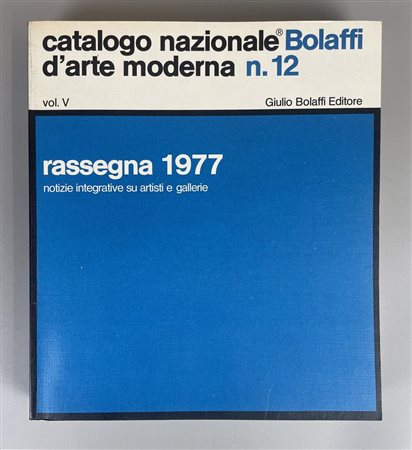 catalogo nazionale® Bolaffi
d'arte moderna n.12
vol. V Giulio Bolaffi Editore
rassegna 1977
notizie integrative su artisti e gallerie